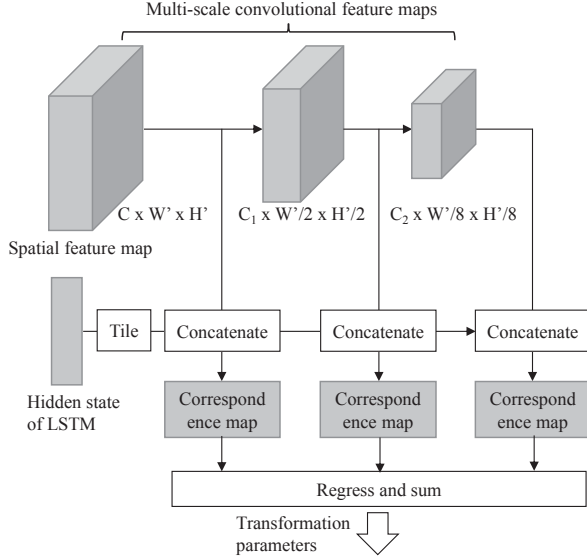 Multi-scale convolutional feature maps
C x W' x H'
C₁ x W'/2 x H'/2
C₂ x W'/8 x H'/8
Spatial feature map
Tile
Concatenate
Concatenate
Concatenate
Hidden state
of LSTM
Correspond
ence map
Correspond
ence map
Correspond
ence map
Regress and sum
Transformation
parameters